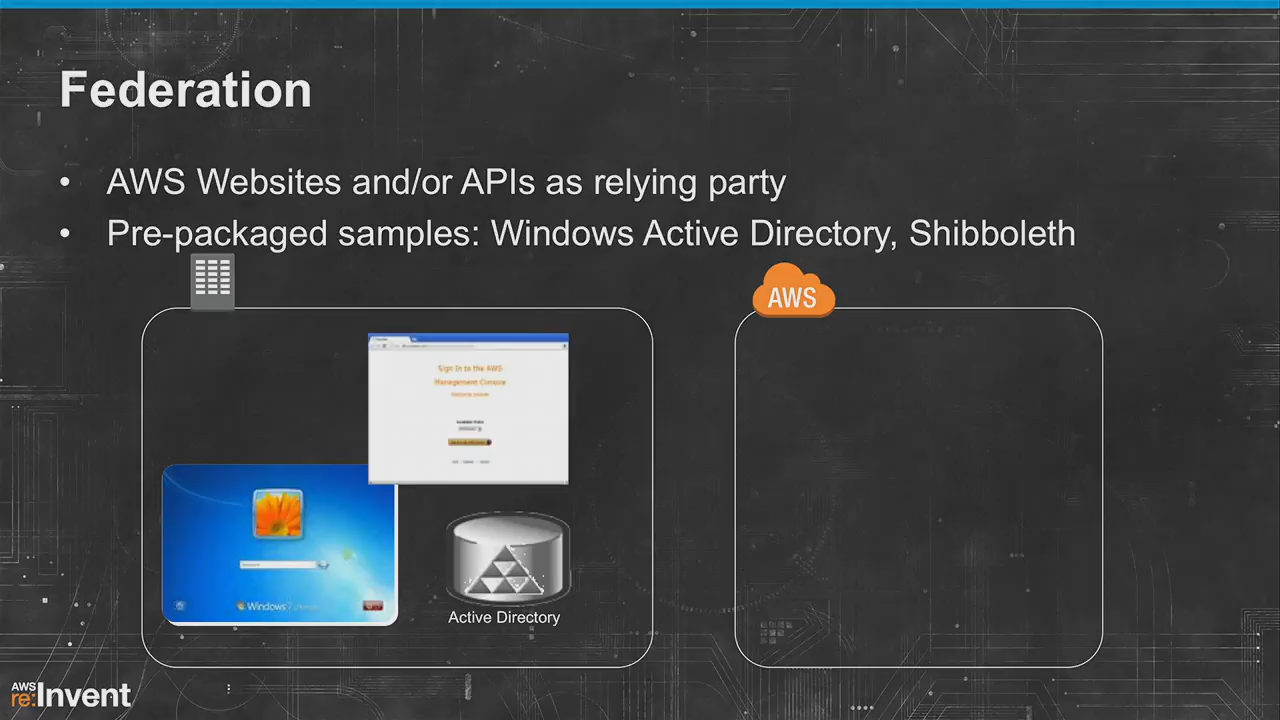 Federation
• AWS Websites and/or APIs as relying party
• Pre-packaged samples: Windows Active Directory, Shibboleth
AWS
Sign In to the AWS
Management Console
Windows 7
Active Directory
AWS
re:Invent